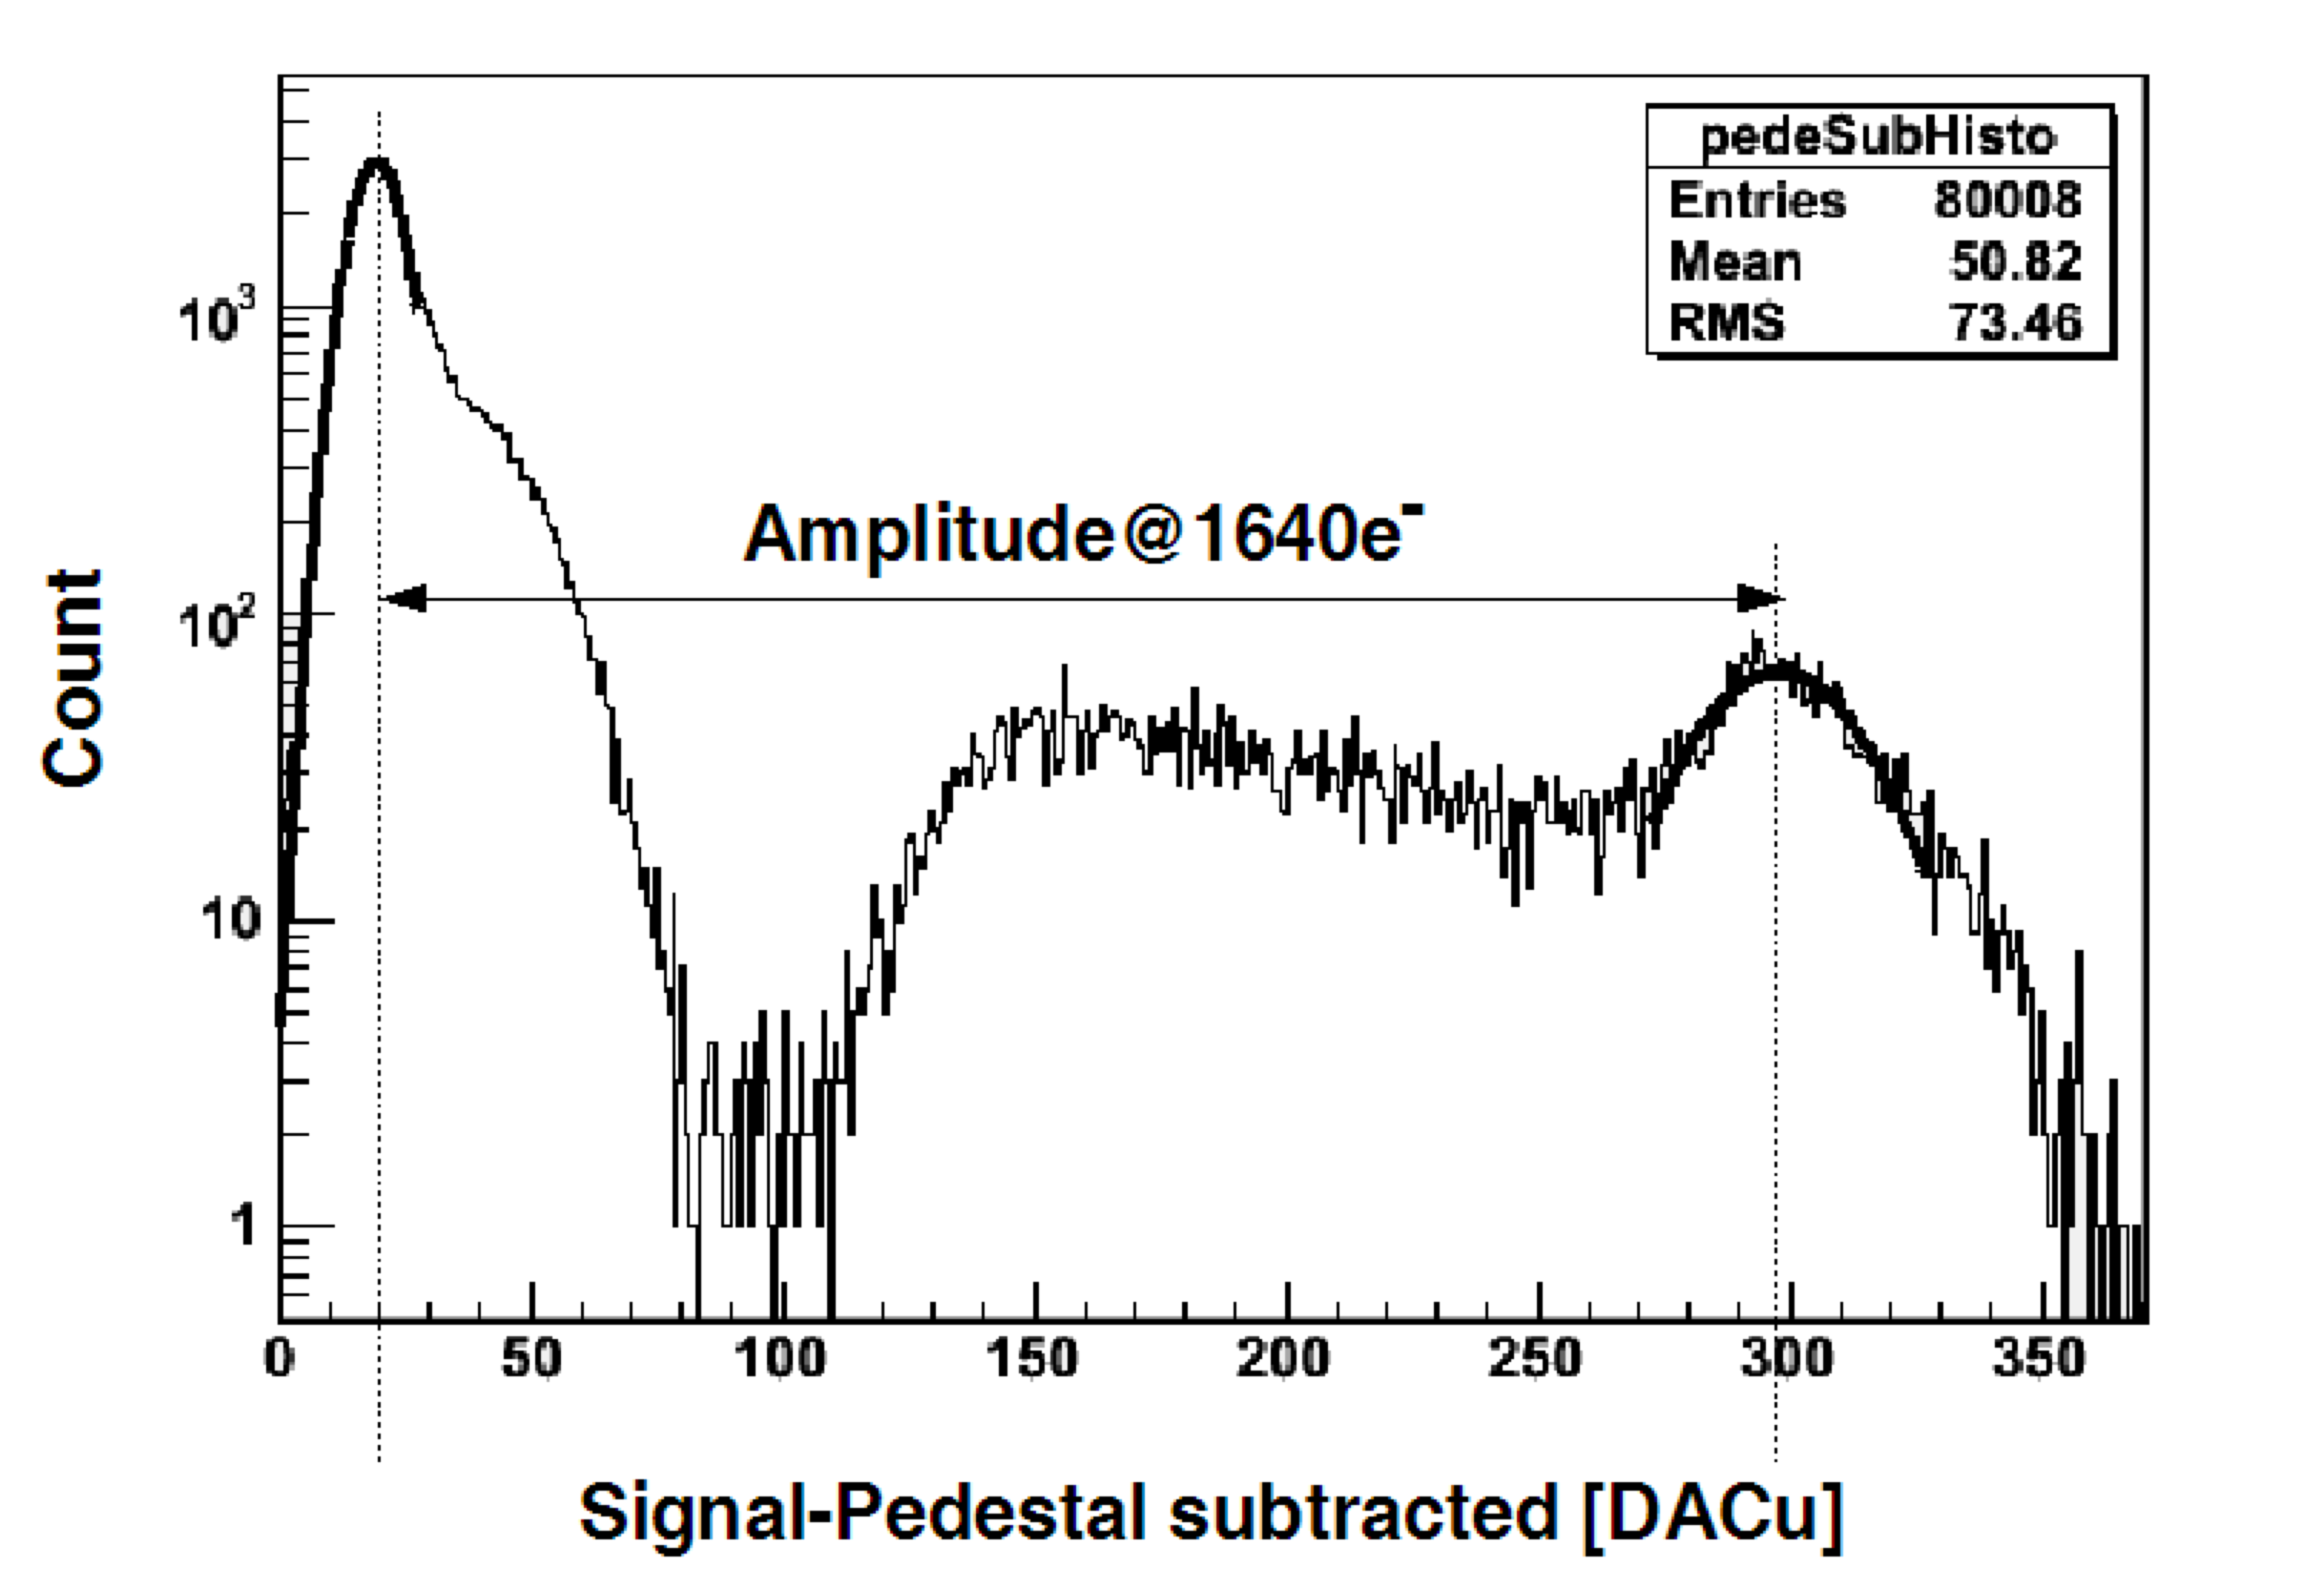 pedeSubHisto
Entries 80008
Mean 50.82
RMS 73.46
10³
Amplitude@1640e⁻
10²
Count
10
1
0 50 100 150 200 250 300 350
Signal-Pedestal subtracted [DACu]